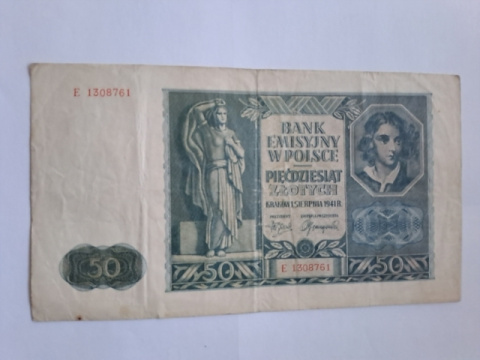 E 1308761
BANK
EMISYJNY
W POLSCE
PIĘĆDZIESIĄT
ZŁOTYCH
KRAKÓW 1 SIERPNIA 1941 R.
E 1308761
50
50
50